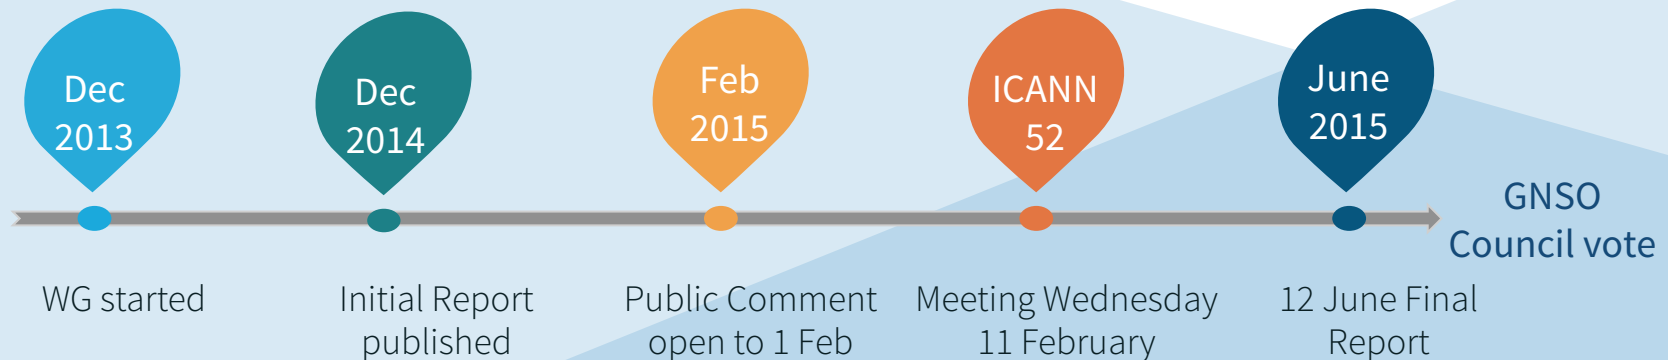 Dec
2013
Dec
2014
Feb
2015
ICANN
52
June
2015
GNSO
Council vote
WG started
Initial Report
published
Public Comment
open to 1 Feb
Meeting Wednesday
11 February
12 June Final
Report